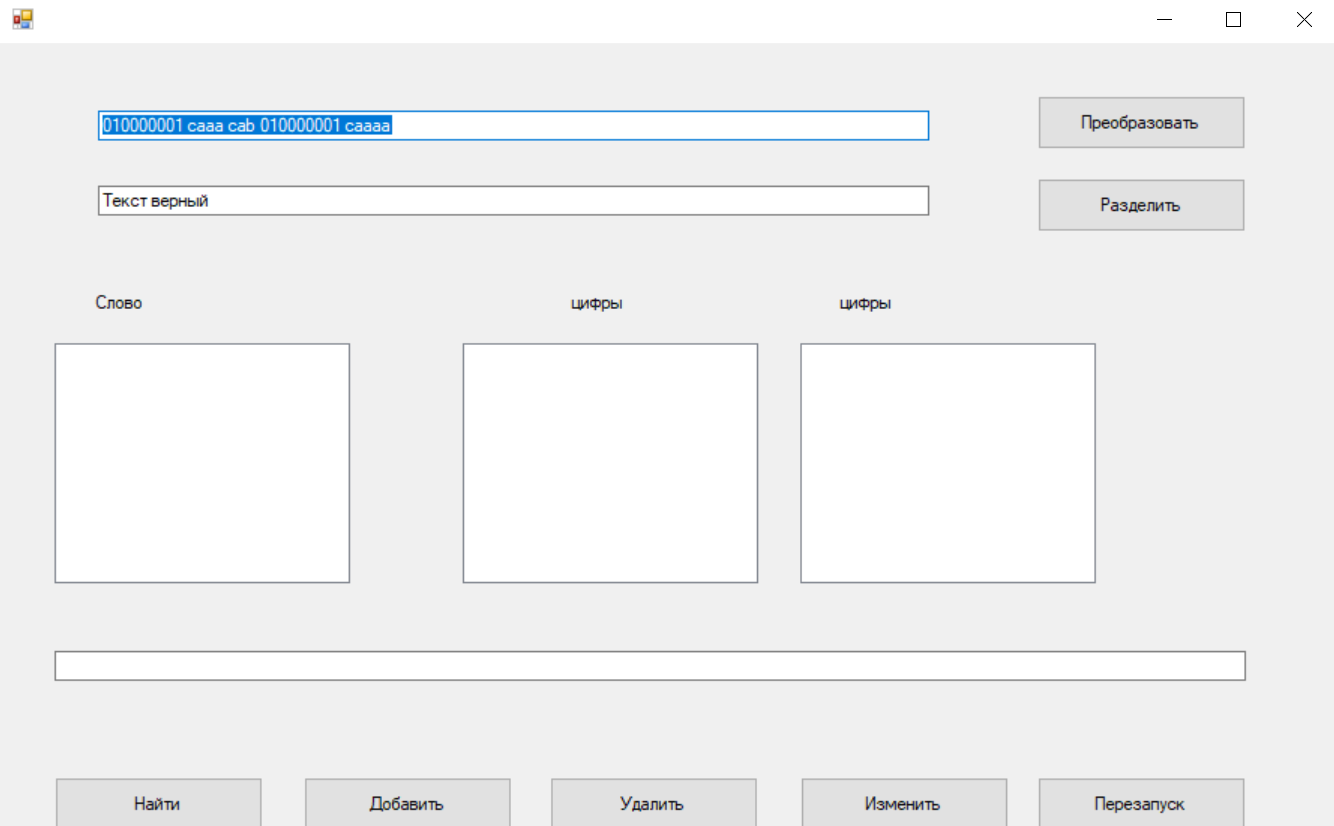 010000001 caaa cab 010000001 caaaa
Преобразовать
Текст верный
Разделить
Слово
цифры
цифры
Найти
Добавить
Удалить
Изменить
Перезапуск